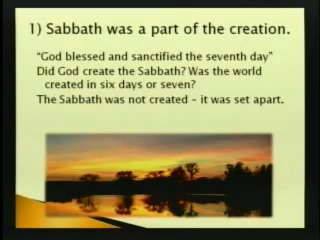 1) Sabbath was a part of the creation.
“God blessed and sanctified the seventh day”
Did God create the Sabbath? Was the world
created in six days or seven?
The Sabbath was not created – it was set apart.